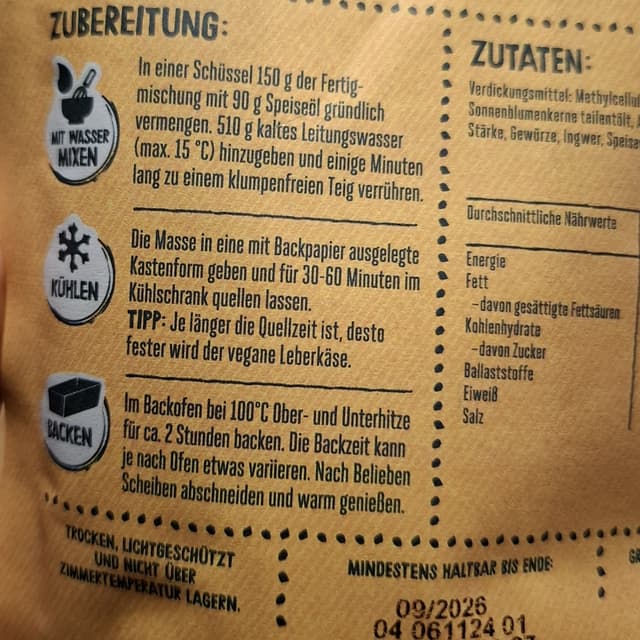 ZUBEREITUNG:
MIT WASSER
MIXEN
In einer Schüssel 150 g der Fertig-
mischung mit 90 g Speiseöl gründlich
vermengen. 510 g kaltes Leitungswasser
(max. 15 °C) hinzugeben und einige Minuten
lang zu einem klumpenfreien Teig verrühren.
KÜHLEN
Die Masse in eine mit Backpapier ausgelegte
Kastenform geben und für 30-60 Minuten im
Kühlschrank quellen lassen.
TIPP: Je länger die Quellzeit ist, desto
fester wird der vegane Leberkäse.
BACKEN
Im Backofen bei 100°C Ober- und Unterhitze
für ca. 2 Stunden backen. Die Backzeit kann
je nach Ofen etwas variieren. Nach Belieben
Scheiben abschneiden und warm genießen.
ZUTATEN:
Verdickungsmittel: Methylcellul
Sonnenblumenkerne teilentölt,
Stärke, Gewürze, Ingwer, Speise
Durchschnittliche Nährwerte
Energie
Fett
-davon gesättigte Fettsäuren
Kohlenhydrate
-davon Zucker
Ballaststoffe
Eiweiß
Salz
TROCKEN, LICHTGESCHÜTZT
UND NICHT ÜBER
ZIMMERTEMPERATUR LAGERN.
MINDESTENS HALTBAR BIS ENDE:
09/2026
04 061124 01